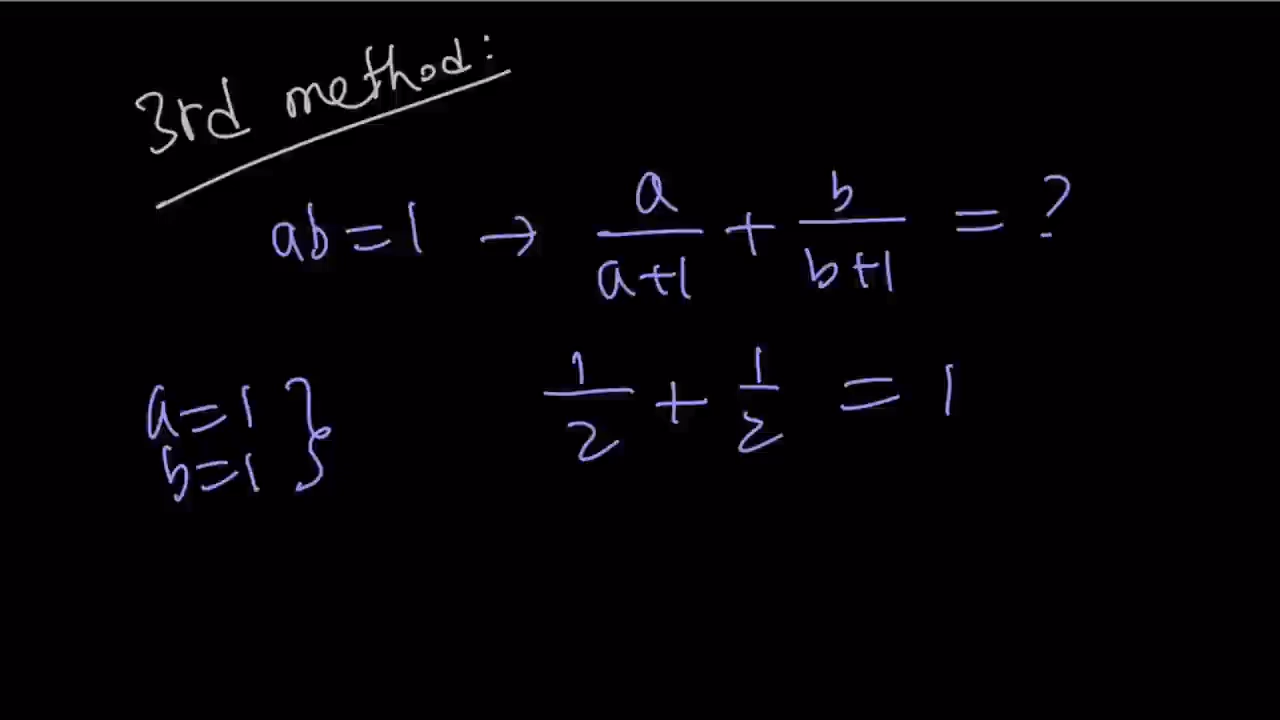 3rd method:
ab = 1 → a/(a+1) + b/(b+1) = ?
a = 1 }
b = 1 }
1/2 + 1/2 = 1